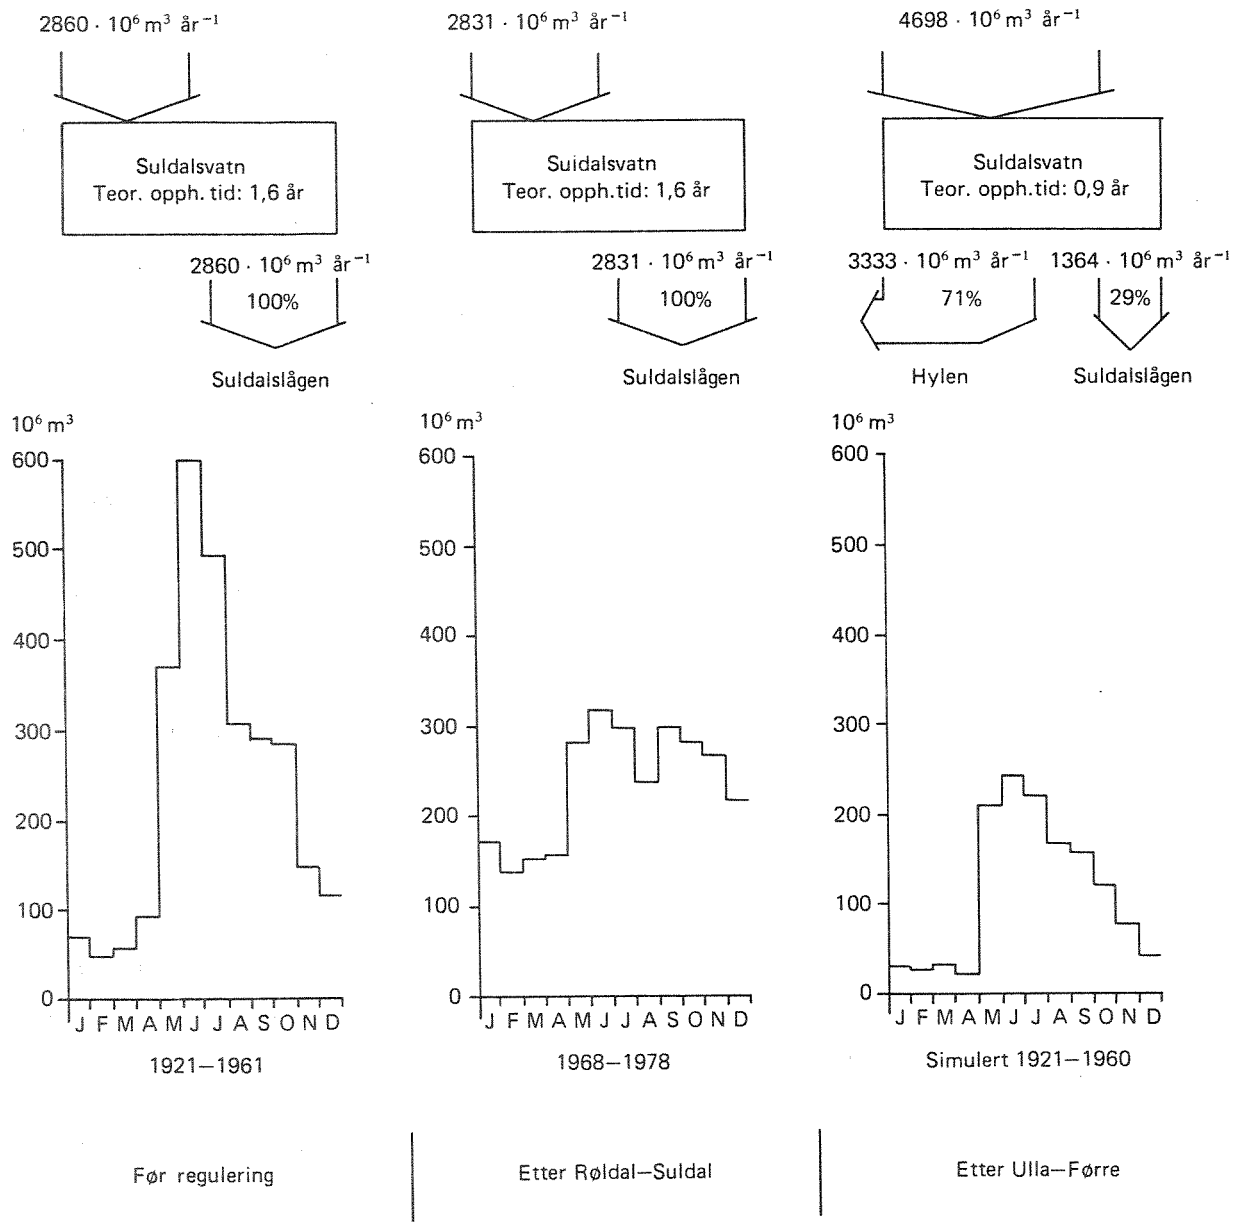 2860 · 10⁶ m³ år⁻¹
Suldalsvatn
Teor. opph. tid: 1,6 år
2860 · 10⁶ m³ år⁻¹
100%
Suldalslågen
10⁶ m³
600
500
400
300
200
100
0
J F M A M J J A S O N D
1921–1961
Før regulering
2831 · 10⁶ m³ år⁻¹
Suldalsvatn
Teor. opph.tid: 1,6 år
2831 · 10⁶ m³ år⁻¹
100%
Suldalslågen
10⁶ m³
600
500
400
300
200
100
0
J F M A M J J A S O N D
1968–1978
Etter Røldal–Suldal
4698 · 10⁶ m³ år⁻¹
Suldalsvatn
Teor. opph.tid: 0,9 år
3333 · 10⁶ m³ år⁻¹
71%
Hylen
1364 · 10⁶ m³ år⁻¹
29%
Suldalslågen
10⁶ m³
600
500
400
300
200
100
0
J F M A M J J A S O N D
Simulert 1921–1960
Etter Ulla–Førre